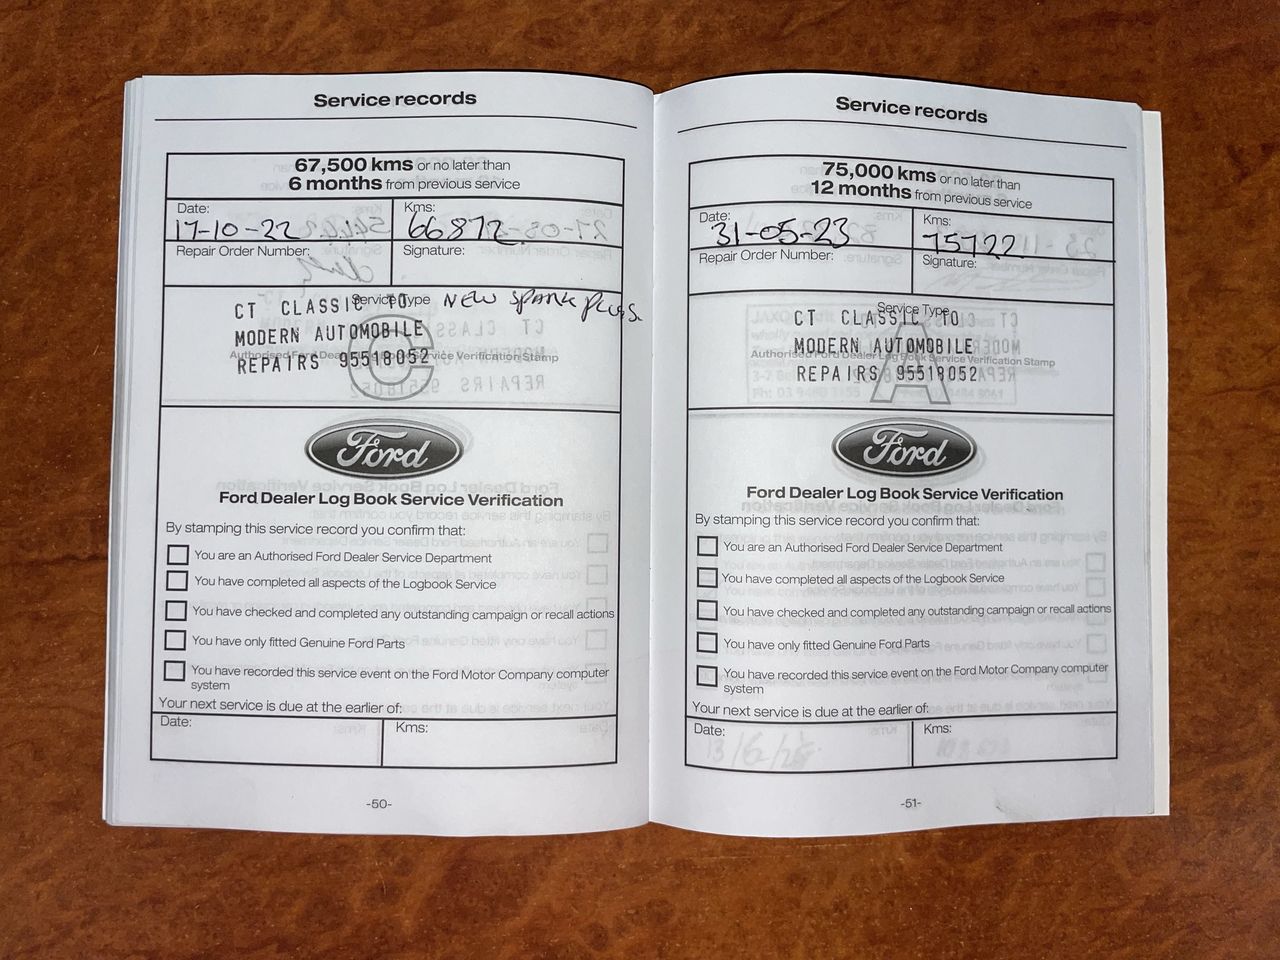 Service records
67,500 kms or no later than
6 months from previous service
Date:
17-10-22
Kms:
66872
Repair Order Number:
Signature:
Service Type
NEW SPARK PLUGS.
CT CLASSIC TO
MODERN AUTOMOBILE
REPAIRS 95518052
Authorised Ford Dealer Log Book Service Verification Stamp
C
Ford
Ford Dealer Log Book Service Verification
By stamping this service record you confirm that:
You are an Authorised Ford Dealer Service Department
You have completed all aspects of the Logbook Service
You have checked and completed any outstanding campaign or recall actions
You have only fitted Genuine Ford Parts
You have recorded this service event on the Ford Motor Company computer
system
Your next service is due at the earlier of:
Date:
Kms:
-50-
Service records
75,000 kms or no later than
12 months from previous service
Date:
31-05-23
Kms:
75722
Repair Order Number:
Signature:
Service Type
CT CLASSIC TO
MODERN AUTOMOBILE
REPAIRS 95518052
Authorised Ford Dealer Log Book Service Verification Stamp
A
Ford
Ford Dealer Log Book Service Verification
By stamping this service record you confirm that:
You are an Authorised Ford Dealer Service Department
You have completed all aspects of the Logbook Service
You have checked and completed any outstanding campaign or recall actions
You have only fitted Genuine Ford Parts
You have recorded this service event on the Ford Motor Company computer
system
Your next service is due at the earlier of:
Date:
Kms:
-51-